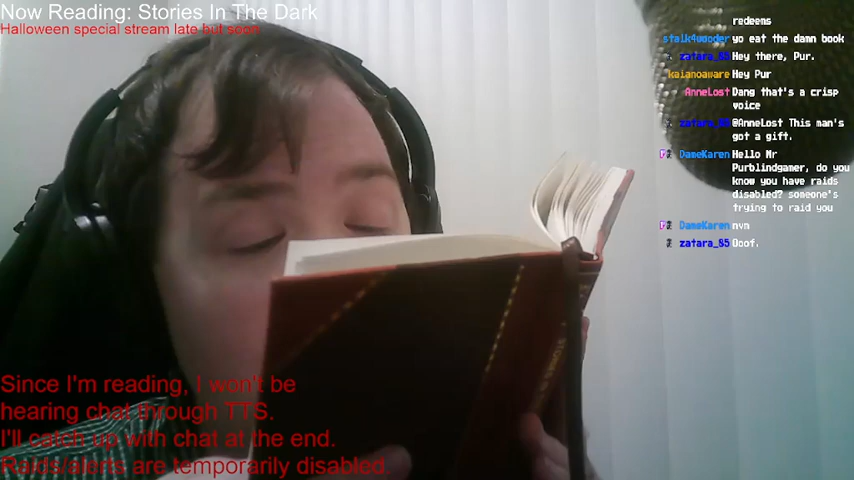 Now Reading: Stories In The Dark
Halloween special stream late but soon
redeems
stalk4wooder yo eat the damn book
zatara_85 Hey there, Pur.
kaianoaware Hey Pur
AnneLost Dang that's a crisp
voice
zatara_85 @AnneLost This man's
got a gift.
DameKaren Hello Mr
Purblindgamer, do you
know you have raids
disabled? someone's
trying to raid you
DameKaren nvn
zatara_85 Ooof.
Since I'm reading, I won't be
hearing chat through TTS.
I'll catch up with chat at the end.
Raids/alerts are temporarily disabled.